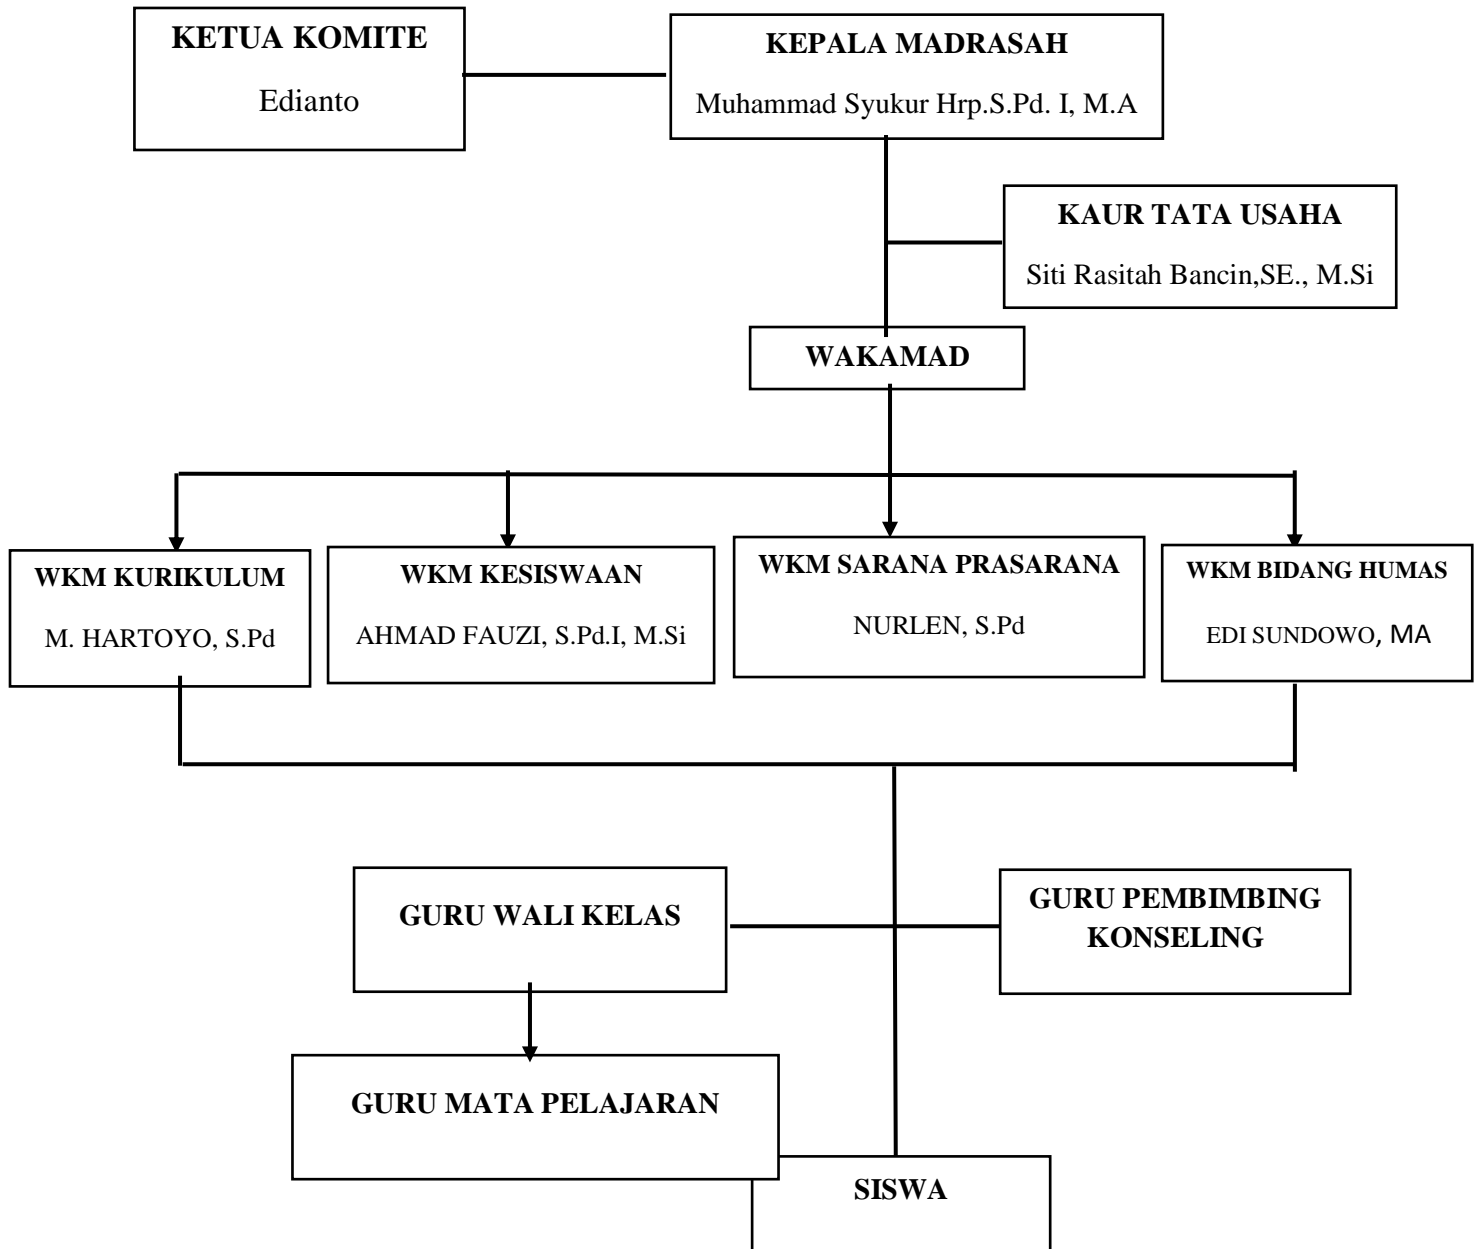 KETUA KOMITE
Edianto
KEPALA MADRASAH
Muhammad Syukur Hrp.S.Pd. I, M.A
KAUR TATA USAHA
Siti Rasitah Bancin,SE., M.Si
WAKAMAD
WKM KURIKULUM
M. HARTOYO, S.Pd
WKM KESISWAAN
AHMAD FAUZI, S.Pd.I, M.Si
WKM SARANA PRASARANA
NURLEN, S.Pd
WKM BIDANG HUMAS
EDI SUNDOWO, MA
GURU WALI KELAS
GURU PEMBIMBING
KONSELING
GURU MATA PELAJARAN
SISWA